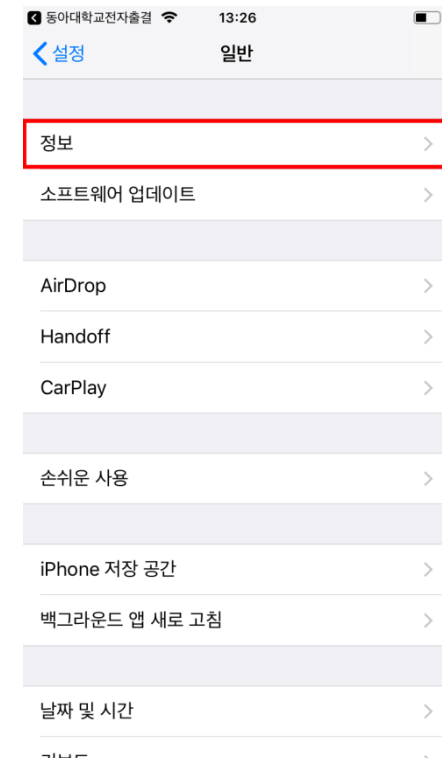 동아대학교전자출결 13:26
설정 일반
정보
소프트웨어 업데이트
AirDrop
Handoff
CarPlay
손쉬운 사용
iPhone 저장 공간
백그라운드 앱 새로 고침
날짜 및 시간